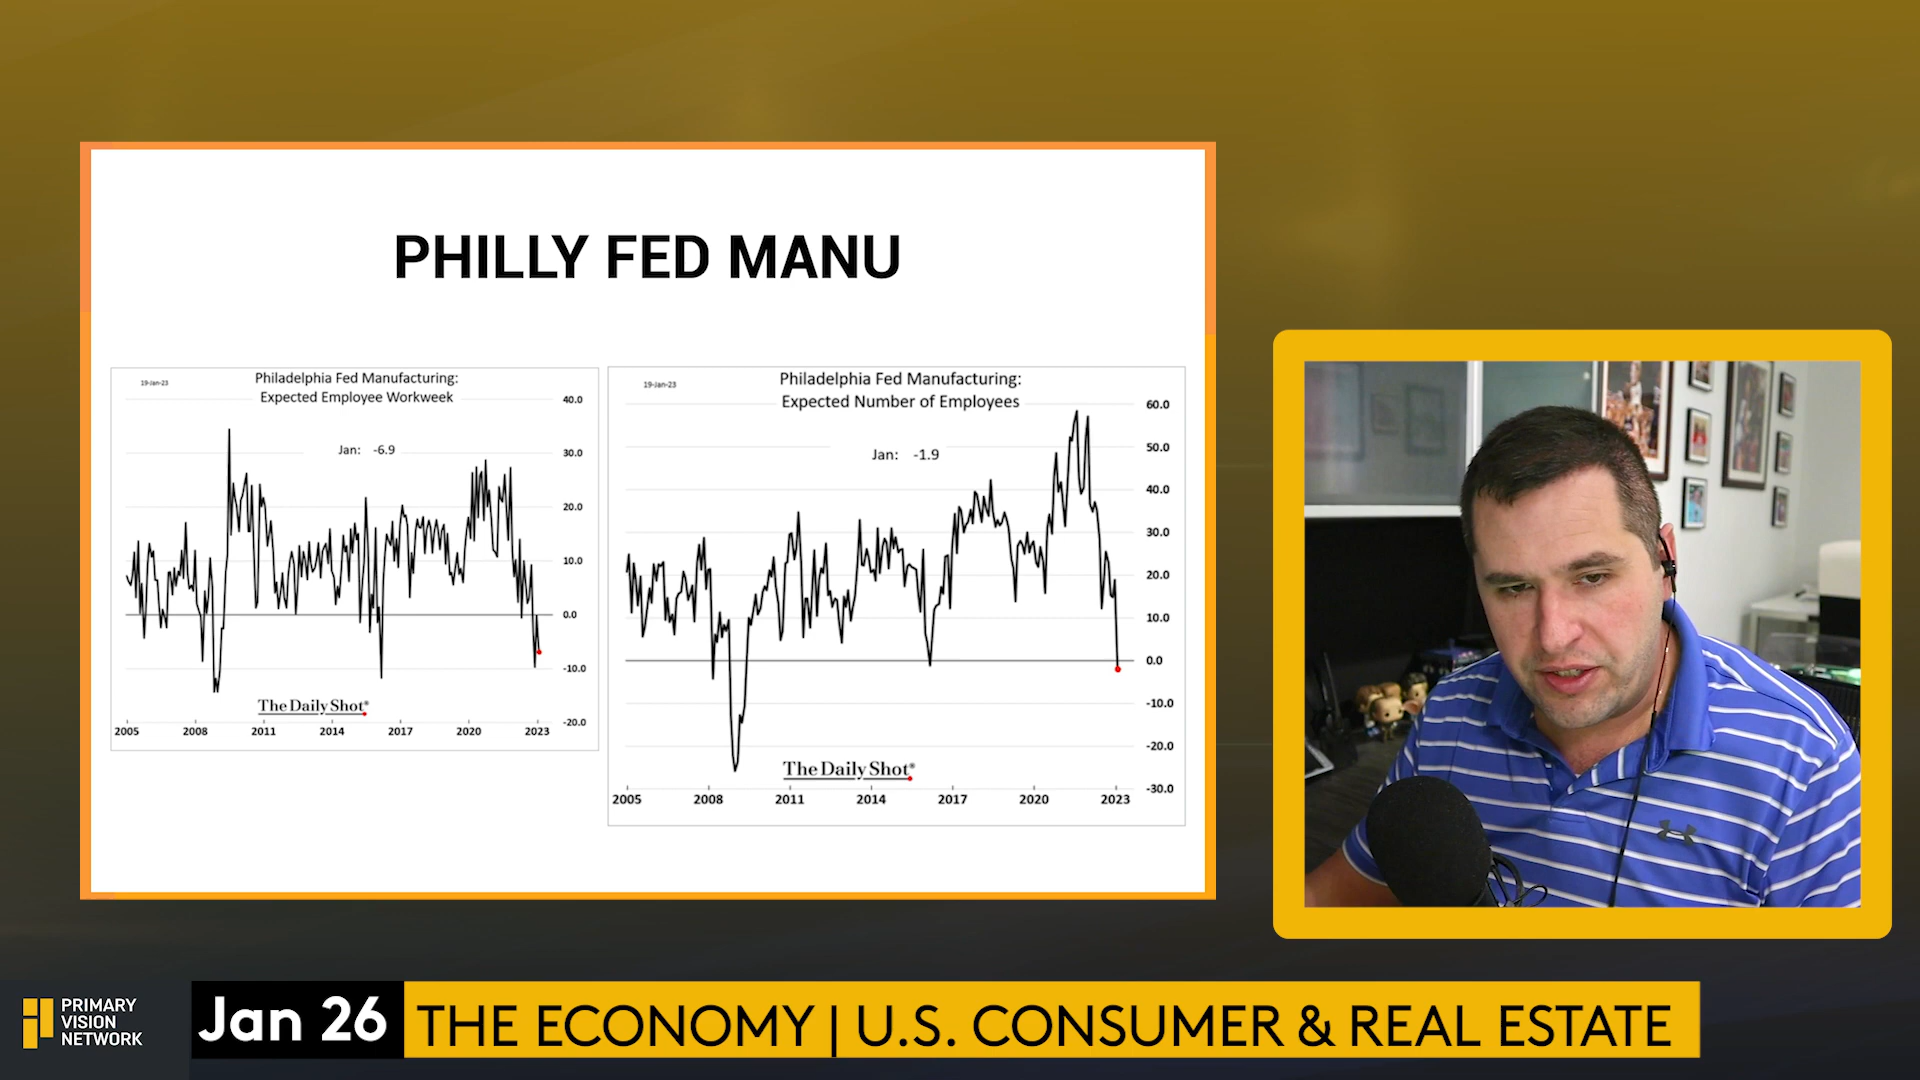 PHILLY FED MANU
19-Jan-23
Philadelphia Fed Manufacturing:
Expected Employee Workweek
Jan: -6.9
40.0
30.0
20.0
10.0
0.0
-10.0
-20.0
The Daily Shot®
2005 2008 2011 2014 2017 2020 2023
19-Jan-23
Philadelphia Fed Manufacturing:
Expected Number of Employees
Jan: -1.9
60.0
50.0
40.0
30.0
20.0
10.0
0.0
-10.0
-20.0
-30.0
The Daily Shot®
2005 2008 2011 2014 2017 2020 2023
PRIMARY
VISION
NETWORK
Jan 26
THE ECONOMY | U.S. CONSUMER & REAL ESTATE